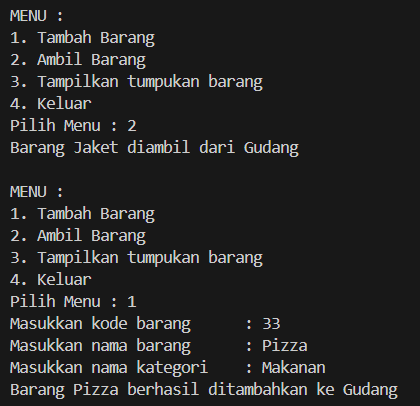 MENU :
1. Tambah Barang
2. Ambil Barang
3. Tampilkan tumpukan barang
4. Keluar
Pilih Menu : 2
Barang Jaket diambil dari Gudang

MENU :
1. Tambah Barang
2. Ambil Barang
3. Tampilkan tumpukan barang
4. Keluar
Pilih Menu : 1
Masukkan kode barang      : 33
Masukkan nama barang      : Pizza
Masukkan nama kategori    : Makanan
Barang Pizza berhasil ditambahkan ke Gudang